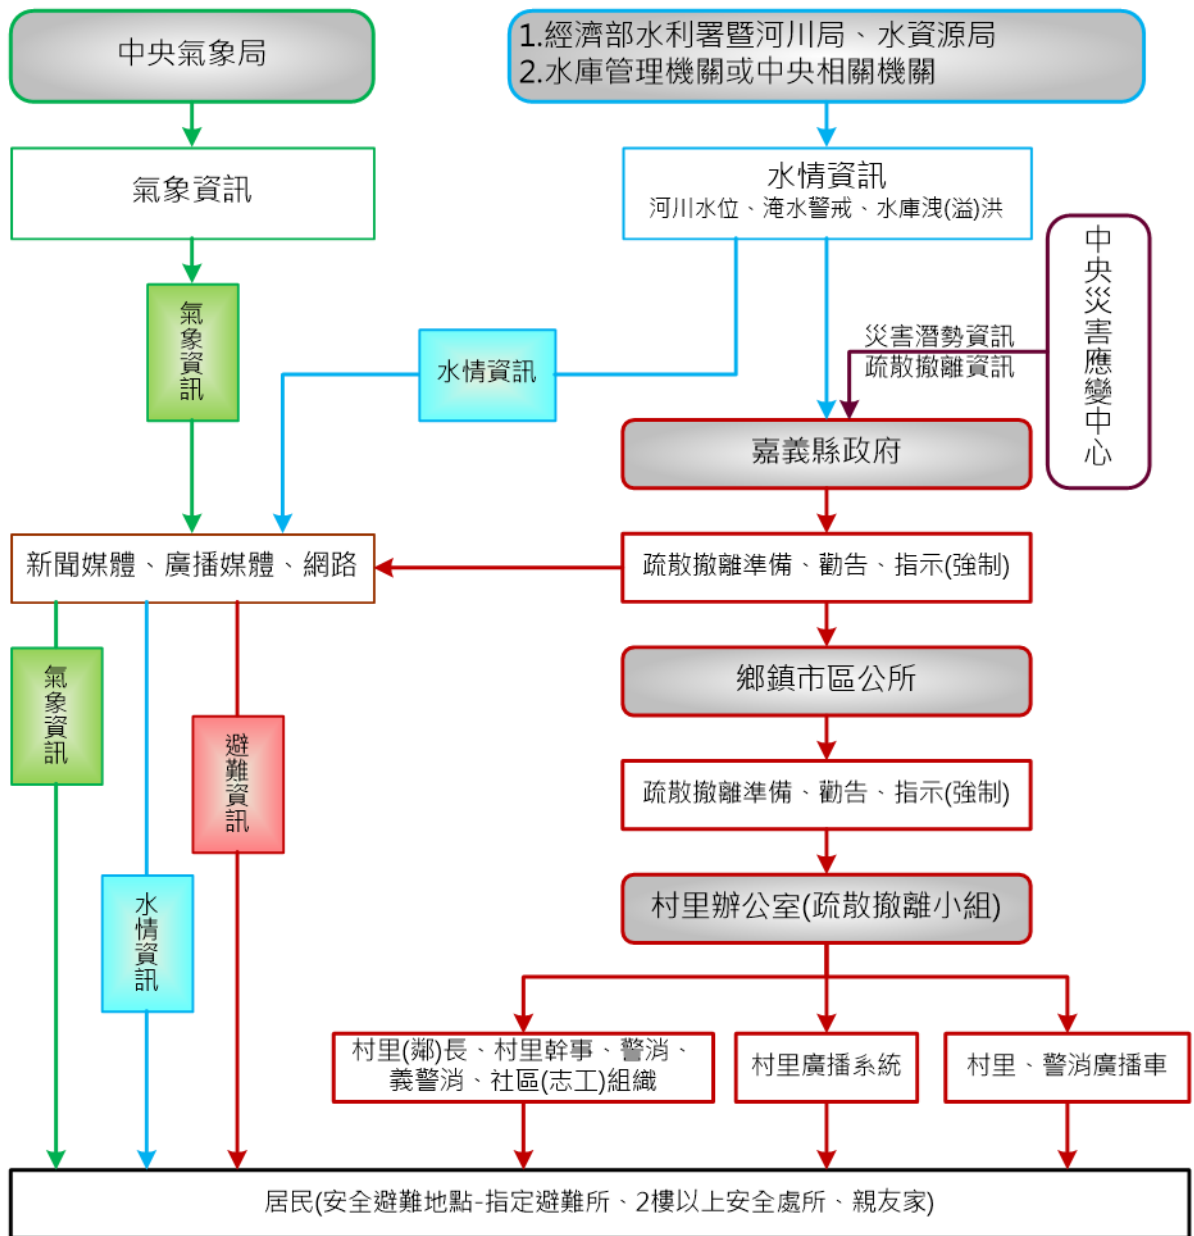 中央氣象局
1.經濟部水利署暨河川局、水資源局
2.水庫管理機關或中央相關機關
氣象資訊
水情資訊
河川水位、淹水警戒、水庫洩(溢)洪
中央災害應變中心
氣象資訊
水情資訊
災害潛勢資訊
疏散撤離資訊
嘉義縣政府
新聞媒體、廣播媒體、網路
疏散撤離準備、勸告、指示(強制)
鄉鎮市區公所
氣象資訊
避難資訊
疏散撤離準備、勸告、指示(強制)
水情資訊
村里辦公室(疏散撤離小組)
村里(鄰)長、村里幹事、警消、
義警消、社區(志工)組織
村里廣播系統
村里、警消廣播車
居民(安全避難地點-指定避難所、2樓以上安全處所、親友家)